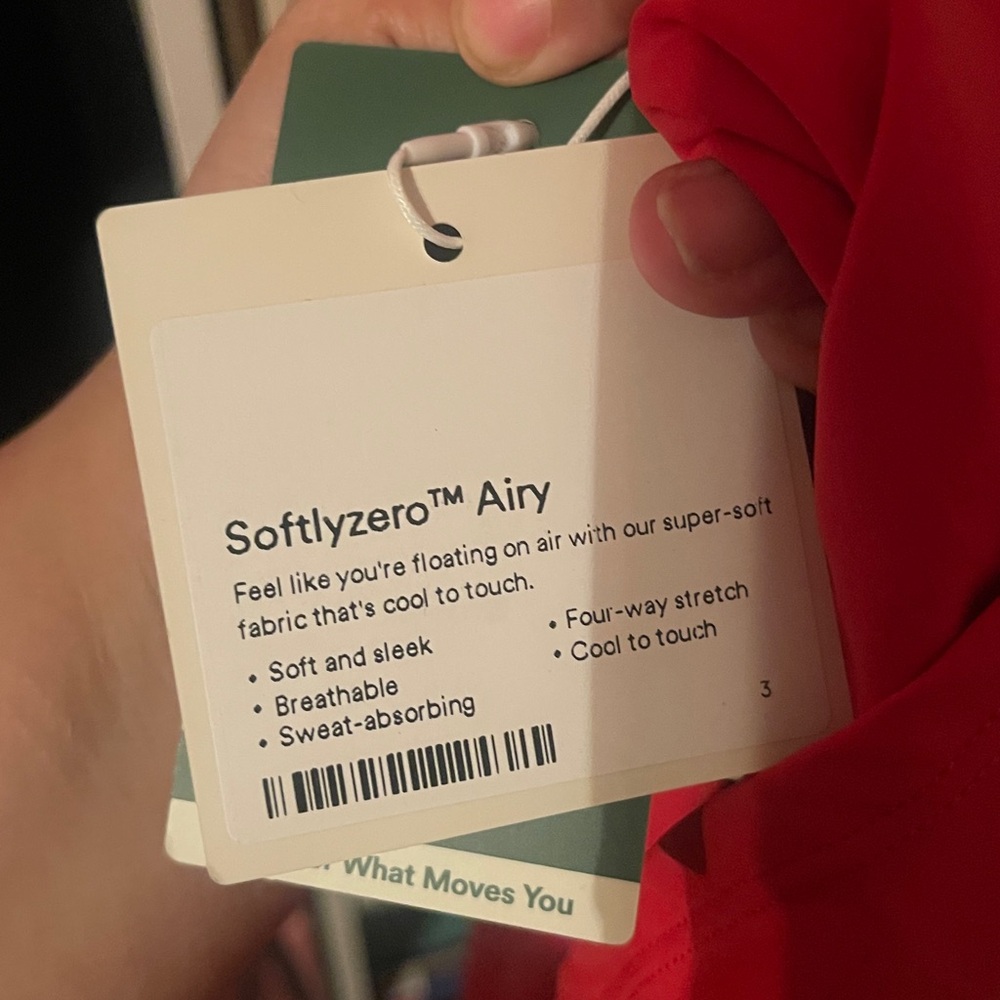 Softlyzero™ Airy
Feel like you're floating on air with our super-soft
fabric that's cool to touch.
• Soft and sleek
• Breathable
• Sweat-absorbing
• Four-way stretch
• Cool to touch
3
What Moves You